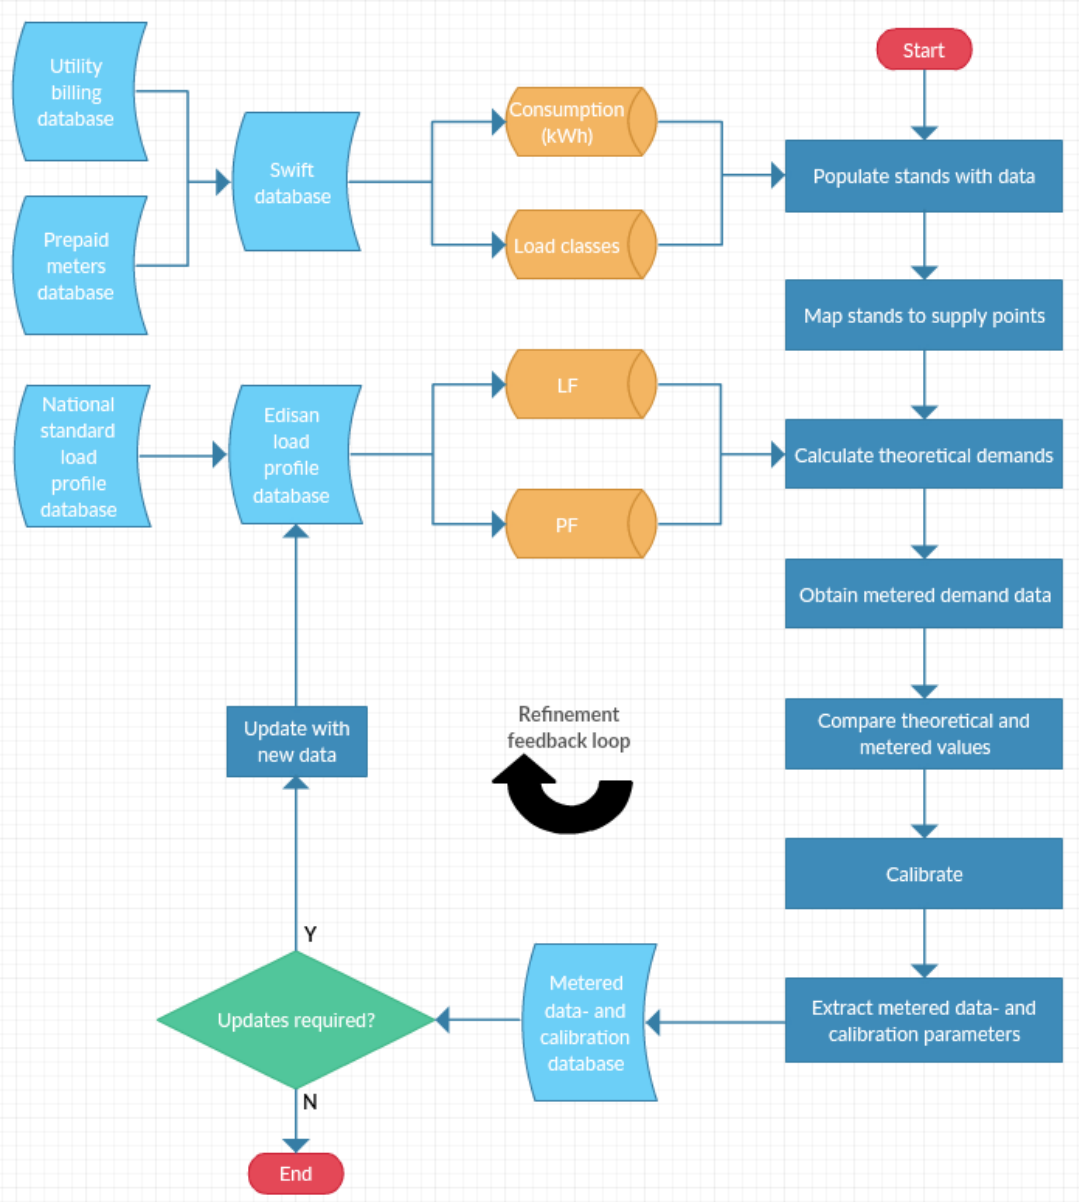 Start
Utility
billing
database
Prepaid
meters
database
Swift
database
Consumption
(kWh)
Load classes
Populate stands with data
Map stands to supply points
National
standard
load
profile
database
Edisan
load
profile
database
LF
PF
Calculate theoretical demands
Obtain metered demand data
Compare theoretical and
metered values
Calibrate
Extract metered data- and
calibration parameters
Metered
data- and
calibration
database
Updates required?
Y
Update with
new data
Refinement
feedback loop
N
End